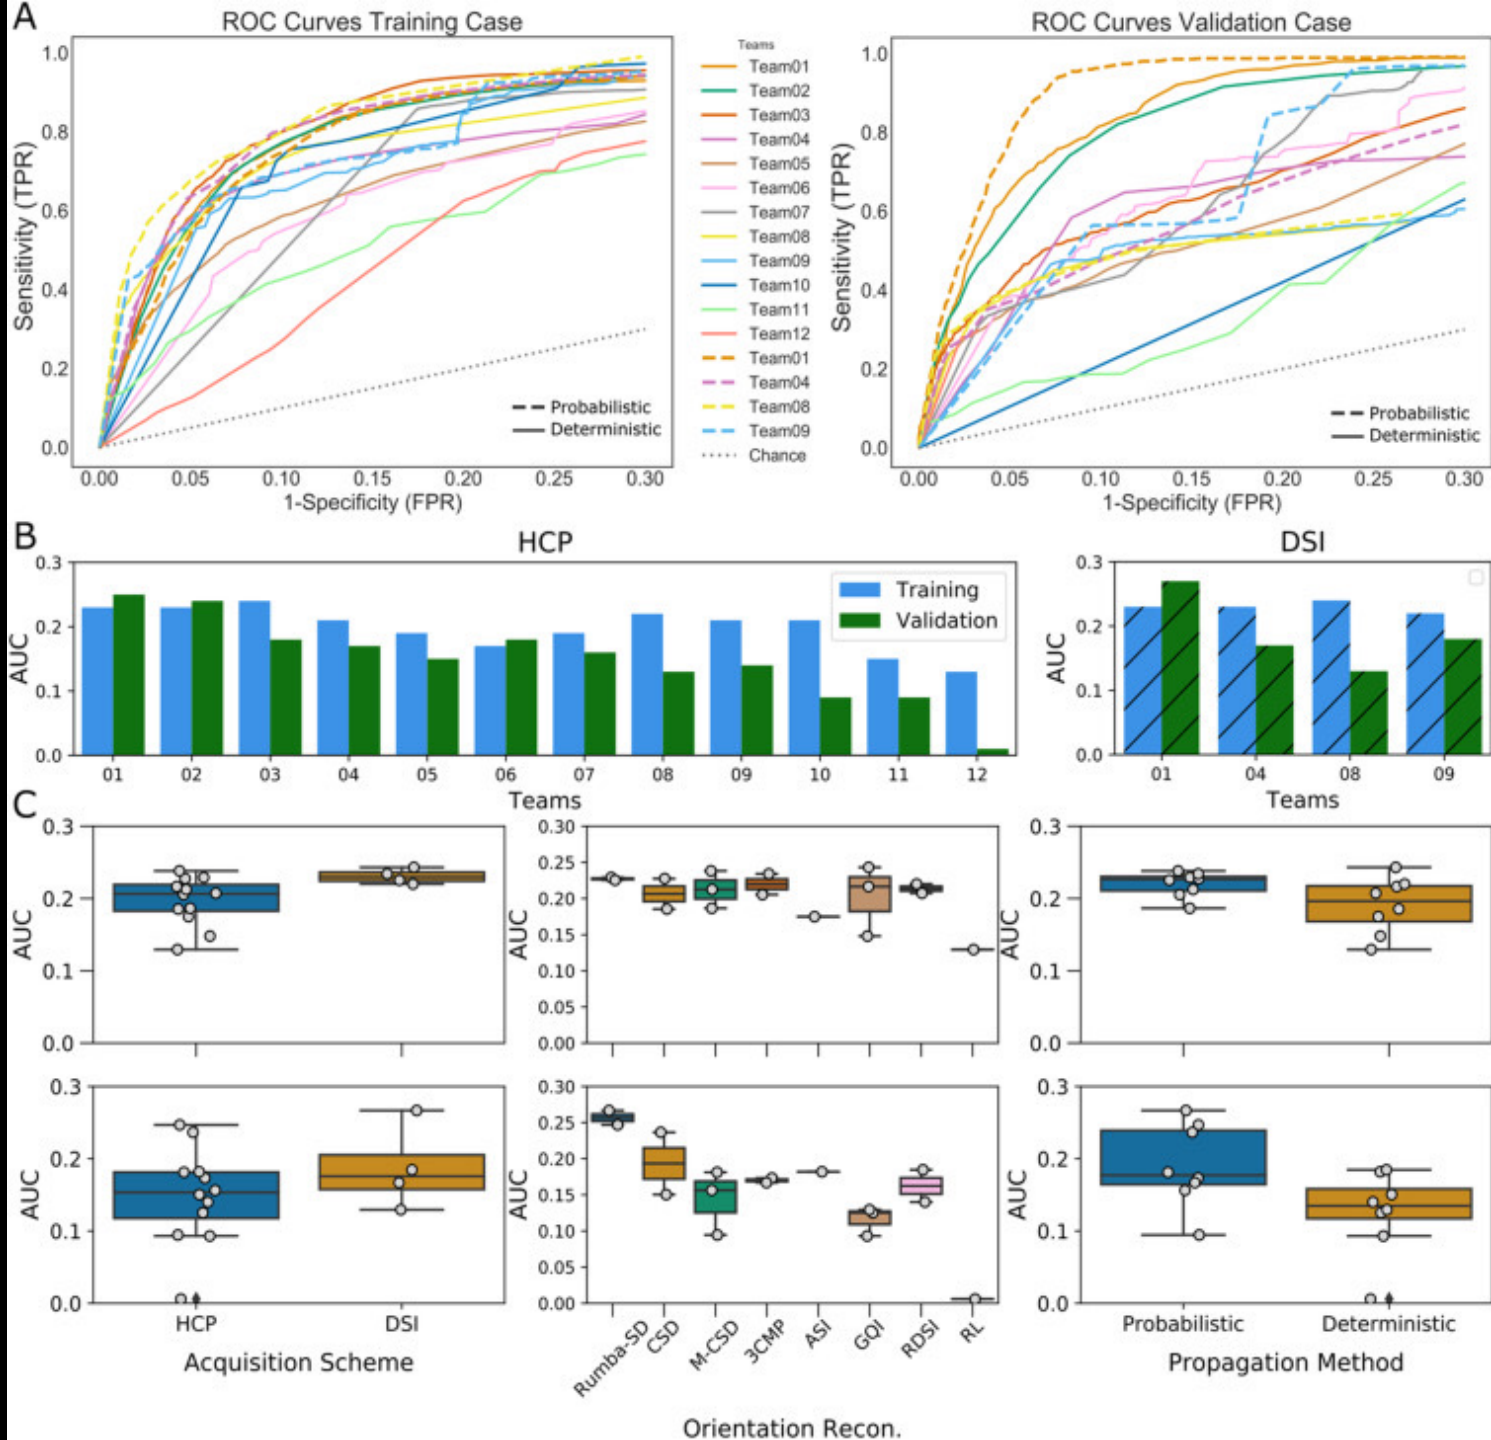 A
ROC Curves Training Case
ROC Curves Validation Case
Sensitivity (TPR)
1.0
0.8
0.6
0.4
0.2
0.0
0.00 0.05 0.10 0.15 0.20 0.25 0.30
1-Specificity (FPR)
Probabilistic
Deterministic
Teams
Team01
Team02
Team03
Team04
Team05
Team06
Team07
Team08
Team09
Team10
Team11
Team12
Team01
Team04
Team08
Team09
Chance
Sensitivity (TPR)
1.0
0.8
0.6
0.4
0.2
0.0
0.00 0.05 0.10 0.15 0.20 0.25 0.30
1-Specificity (FPR)
Probabilistic
Deterministic
B
HCP
AUC
0.3
0.2
0.1
0.0
Training
Validation
01 02 03 04 05 06 07 08 09 10 11 12
Teams
DSI
AUC
0.3
0.2
0.1
0.0
01 04 08 09
Teams
C
AUC
0.3
0.2
0.1
0.0
AUC
0.30
0.25
0.20
0.15
0.10
0.05
0.00
AUC
0.3
0.2
0.1
0.0
AUC
0.3
0.2
0.1
0.0
HCP DSI
Acquisition Scheme
AUC
0.30
0.25
0.20
0.15
0.10
0.05
0.00
Rumba-SD CSD M-CSD 3CMP ASI GQI RDSI RL
Orientation Recon.
AUC
0.3
0.2
0.1
0.0
Probabilistic Deterministic
Propagation Method